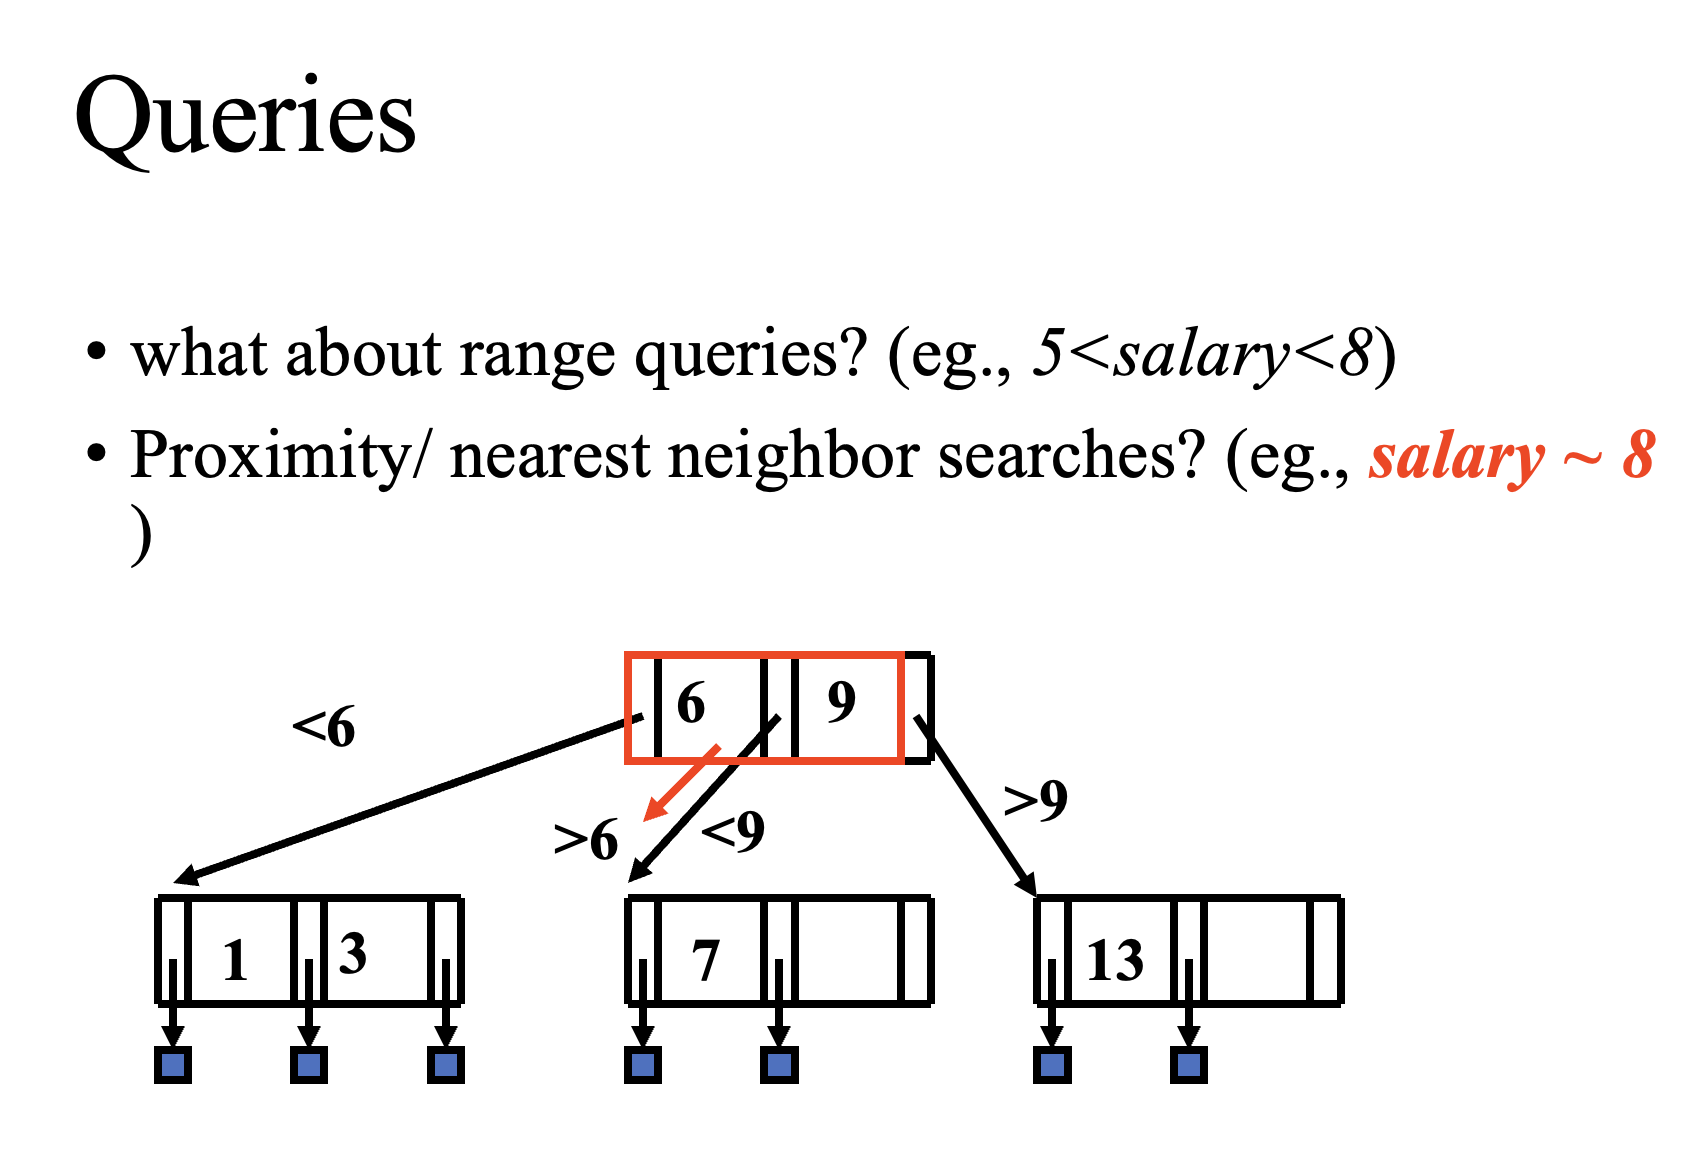 Queries
• what about range queries? (eg., 5<salary<8)
• Proximity/ nearest neighbor searches? (eg., salary ~ 8
)
6 9
<6
>6 <9 >9
1 3 7 13